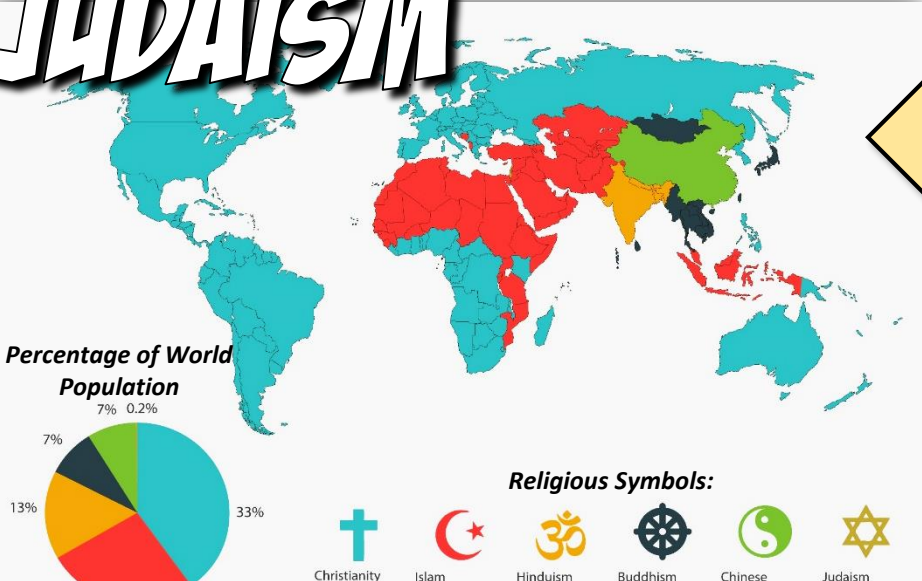 JUDAISM
Percentage of World
Population
7% 0.2%
7%
13%
33%
Religious Symbols:
Christianity Islam Hinduism Buddhism Chinese Judaism